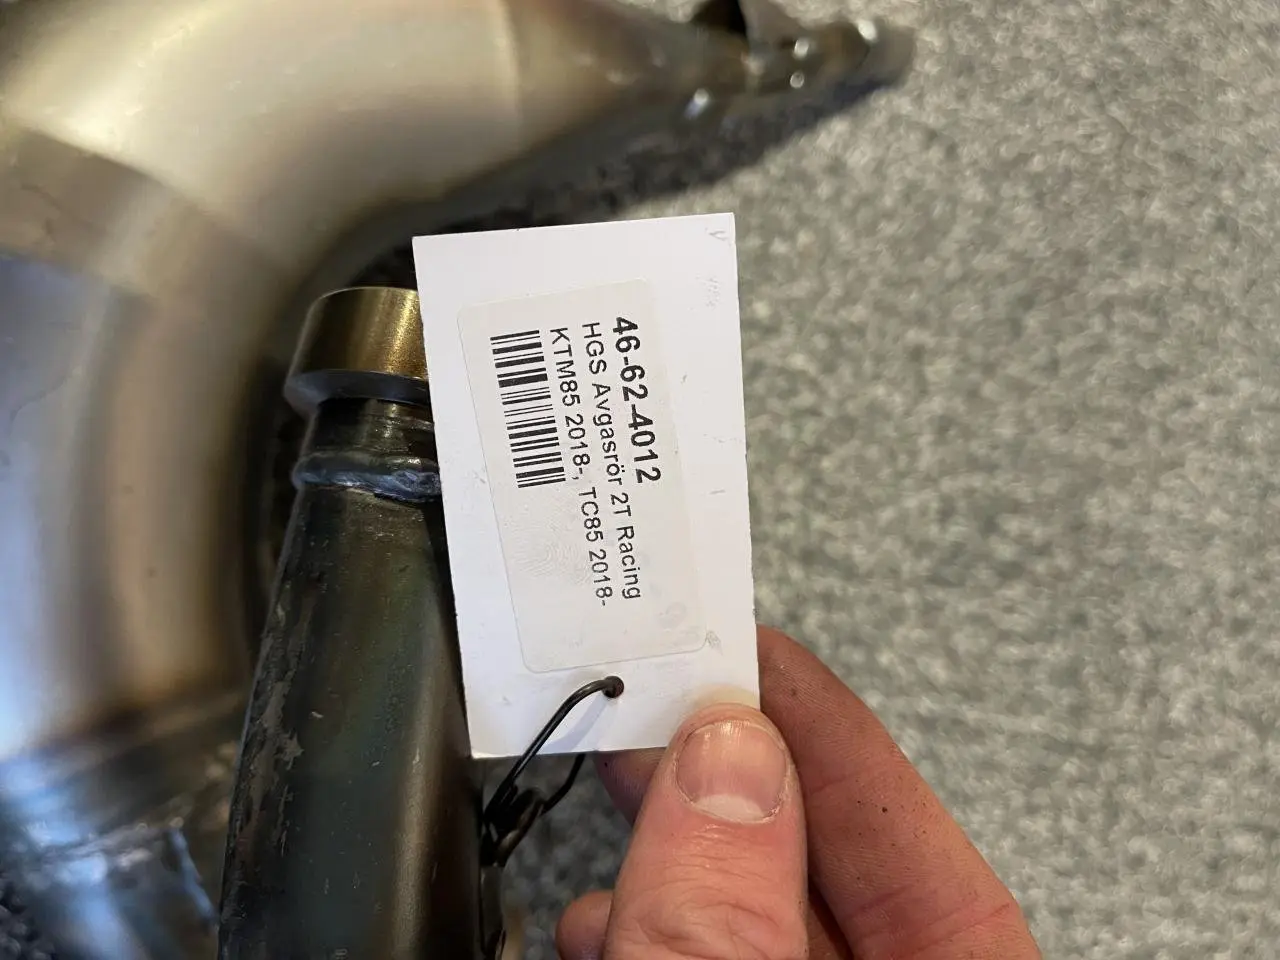 46-62-4012
HGS Avgasrör 2T Racing
KTM85 2018-, TC85 2018-